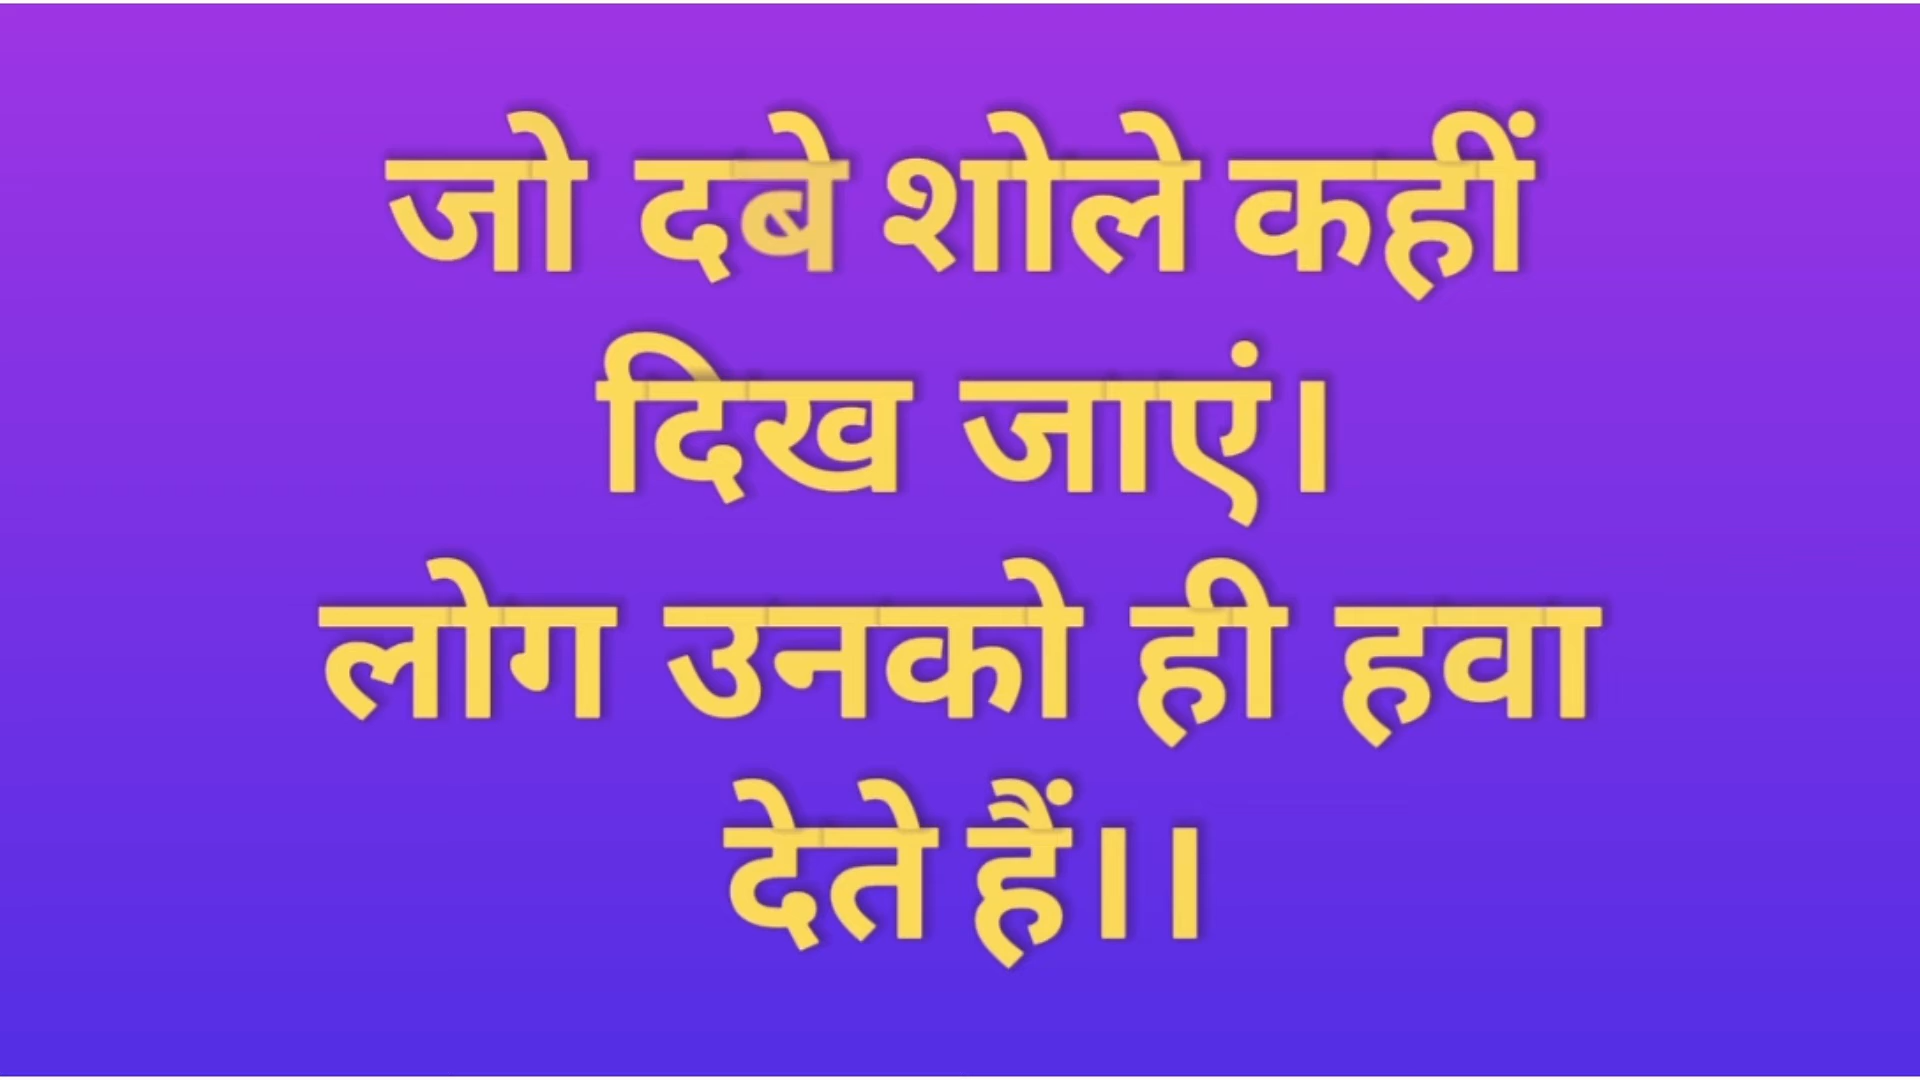 जो दबे शोले कहीं
दिख जाएं।
लोग उनको ही हवा
देते हैं।।